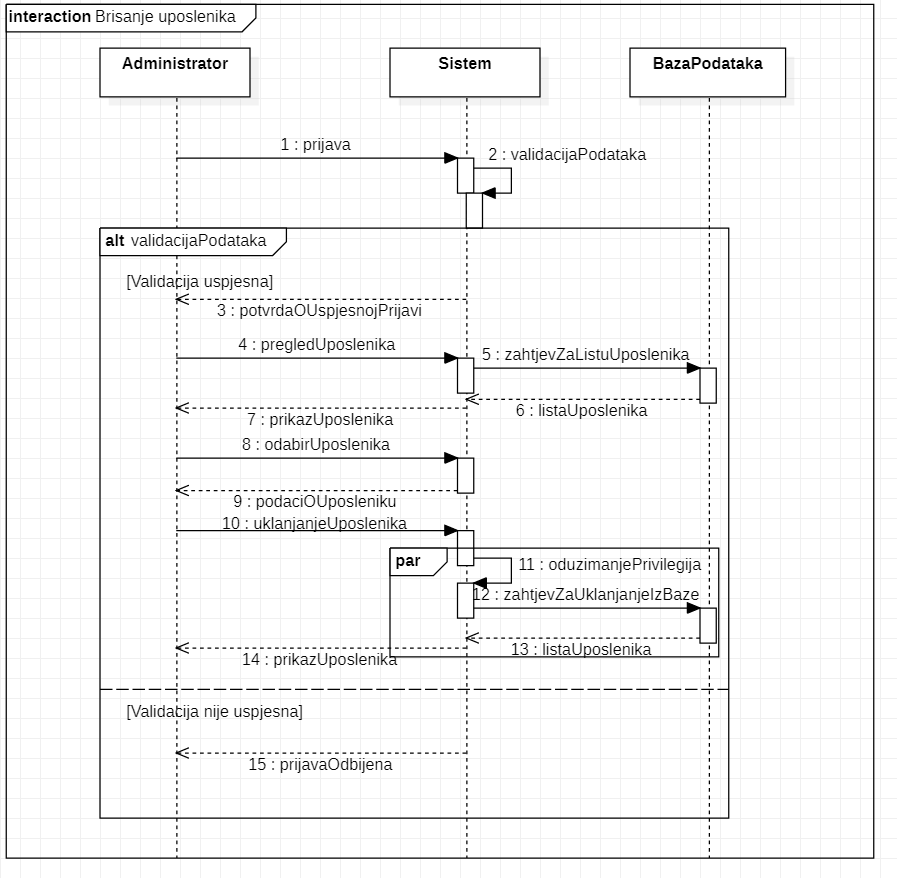 interaction Brisanje uposlenika
Administrator
Sistem
BazaPodataka
1 : prijava
2 : validacijaPodataka
alt validacijaPodataka
[Validacija uspjesna]
3 : potvrdaOUspjesnojPrijavi
4 : pregledUposlenika
5 : zahtjevZaListuUposlenika
6 : listaUposlenika
7 : prikazUposlenika
8 : odabirUposlenika
9 : podaciOUposleniku
10 : uklanjanjeUposlenika
par
11 : oduzimanjePrivilegija
12 : zahtjevZaUklanjanjeIzBaze
13 : listaUposlenika
14 : prikazUposlenika
[Validacija nije uspjesna]
15 : prijavaOdbijena